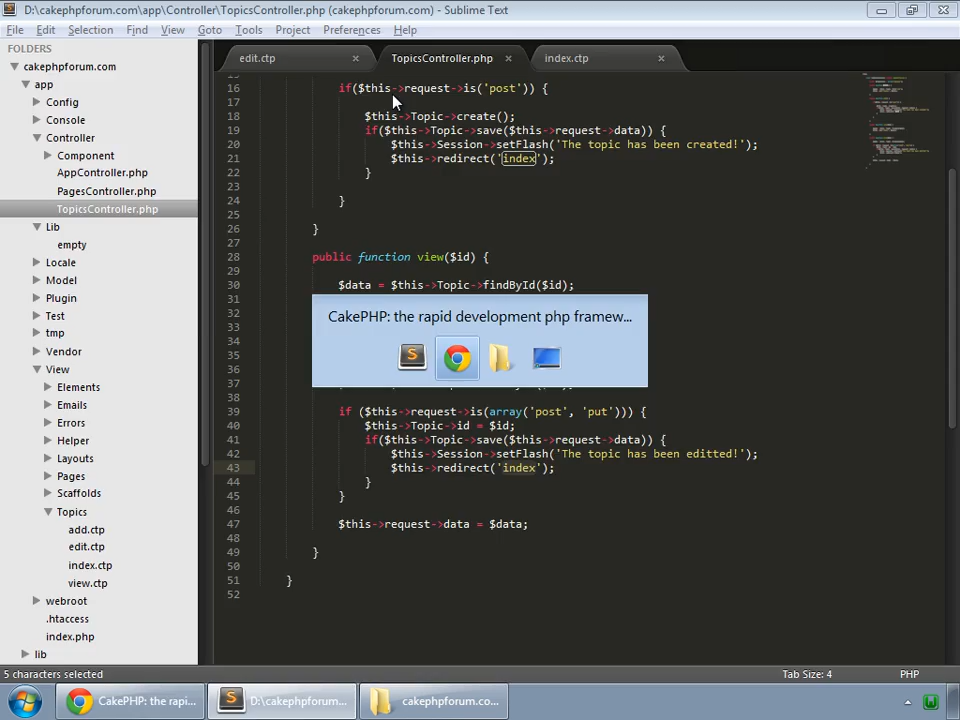 D:\cakephpforum.com\app\Controller\TopicsController.php (cakephpforum.com) - Sublime Text
File Edit Selection Find View Goto Tools Project Preferences Help
FOLDERS
cakephpforum.com
app
Config
Console
Controller
Component
AppController.php
PagesController.php
TopicsController.php
Lib
empty
Locale
Model
Plugin
Test
tmp
Vendor
View
Elements
Emails
Errors
Helper
Layouts
Pages
Scaffolds
Topics
add.ctp
edit.ctp
index.ctp
view.ctp
webroot
.htaccess
index.php
lib
edit.ctp TopicsController.php index.ctp
16 if($this->request->is('post')) {
17
18 $this->Topic->create();
19 if($this->Topic->save($this->request->data)) {
20 $this->Session->setFlash('The topic has been created!');
21 $this->redirect('index');
22 }
23
24 }
25
26 }
27
28 public function view($id) {
29
30 $data = $this->Topic->findById($id);
31
32
33
34
35
36
37
CakePHP: the rapid development php framew...
38
39 if ($this->request->is(array('post', 'put'))) {
40 $this->Topic->id = $id;
41 if($this->Topic->save($this->request->data)) {
42 $this->Session->setFlash('The topic has been editted!');
43 $this->redirect('index');
44 }
45 }
46
47 $this->request->data = $data;
48
49 }
50
51 }
52
5 characters selected Tab Size: 4 PHP
CakePHP: the rapi... D:\cakephpforum.... cakephpforum.co...